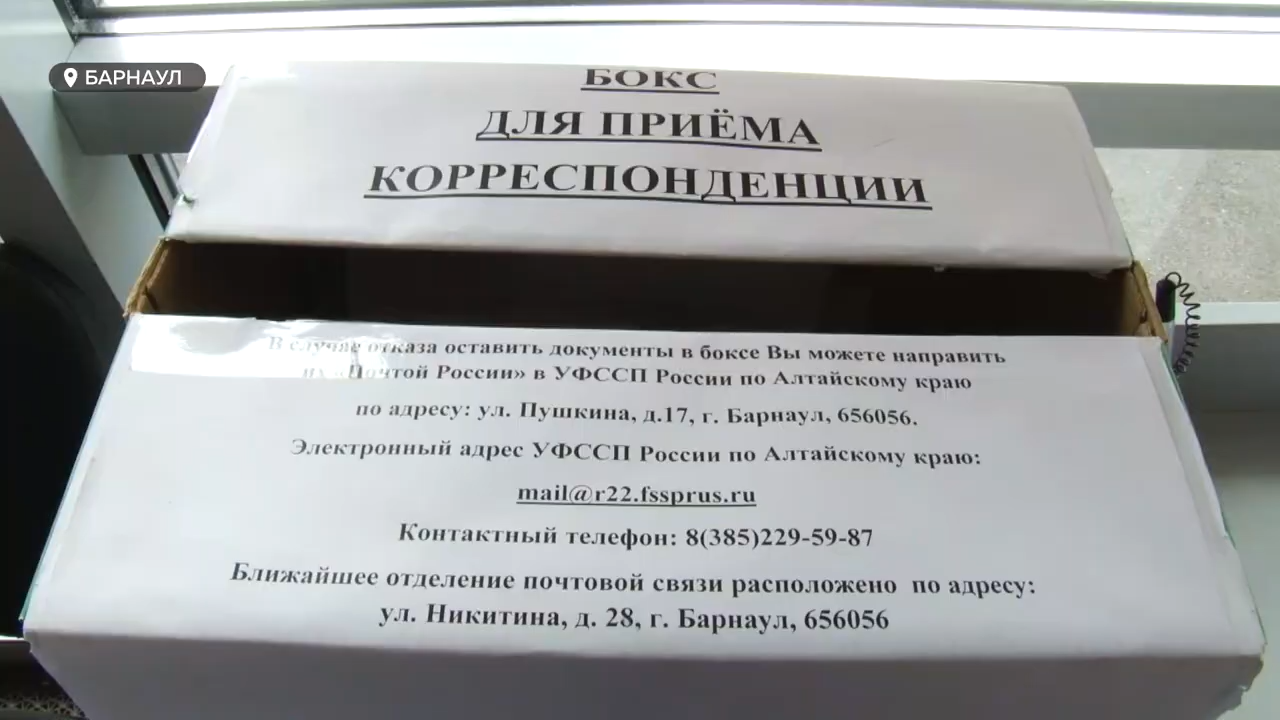 БАРНАУЛ
БОКС
ДЛЯ ПРИЁМА
КОРРЕСПОНДЕНЦИИ
В случае отказа оставить документы в боксе Вы можете направить
их «Почтой России» в УФССП России по Алтайскому краю
по адресу: ул. Пушкина, д.17, г. Барнаул, 656056.
Электронный адрес УФССП России по Алтайскому краю:
mail@r22.fssprus.ru
Контактный телефон: 8(385)229-59-87
Ближайшее отделение почтовой связи расположено по адресу:
ул. Никитина, д. 28, г. Барнаул, 656056